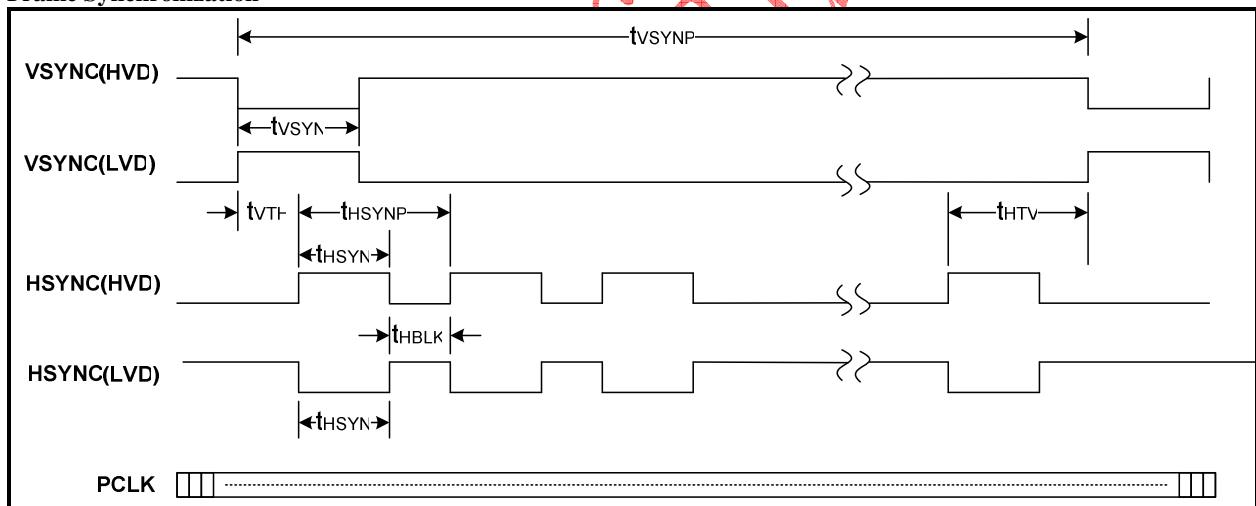 tVSYNP
VSYNC(HVD)
tVSYN
VSYNC(LVD)
tVTH
tHSYNP
tHTV
tHSYN
HSYNC(HVD)
tHBLK
HSYNC(LVD)
tHSYN
PCLK